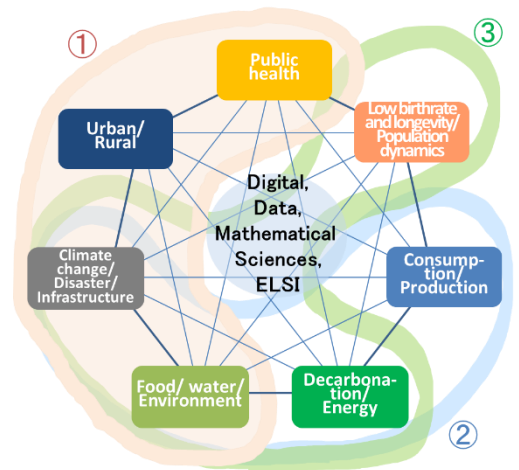 ①
③
Public
health
Low birthrate
and longevity/
Population
dynamics
Urban/
Rural
Digital,
Data,
Mathematical
Sciences,
ELSI
Climate
change/
Disaster/
Infrastructure
Consump-
tion/
Production
Food/ water/
Environment
Decarbona-
tion/
Energy
②